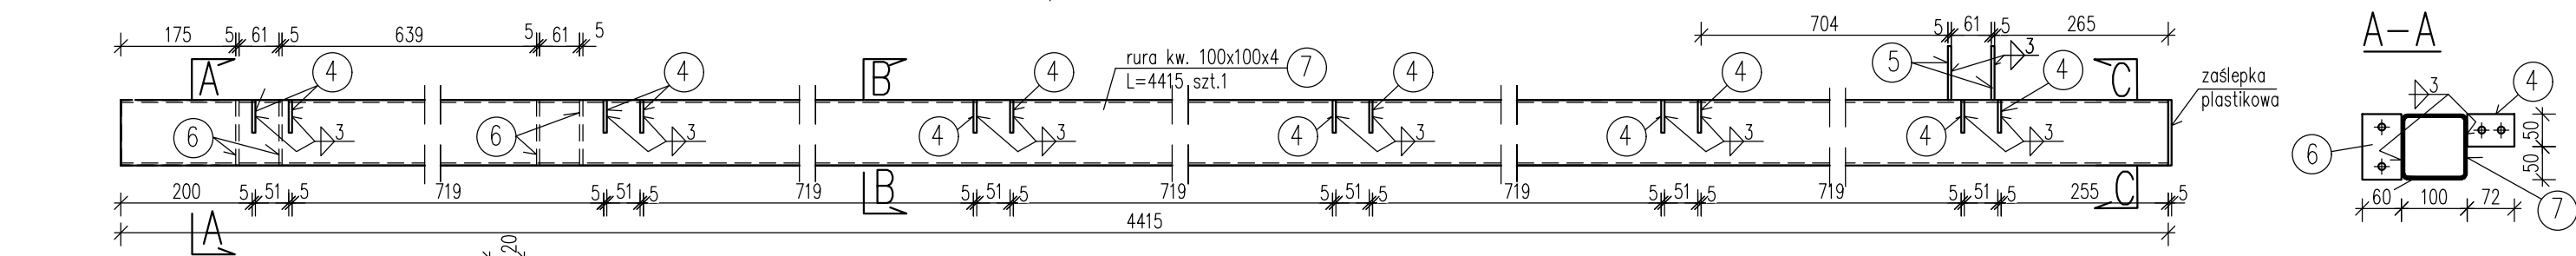 175 5 61 5 639 5 61 5 704 5 61 5 265 A-A
A 4 4 B rura kw. 100x100x4 7 4 4 4 5 3 4 C zaślepka
L=4415 szt.1 plastikowa
3 4
6 3 6 3 4 3 4 3 4 3 4 3 6 50 50
200 5 51 5 719 5 51 5 719 B 5 51 5 719 5 51 5 719 5 51 5 719 5 51 5 255 C 5 60 100 72 7
A 4415
20